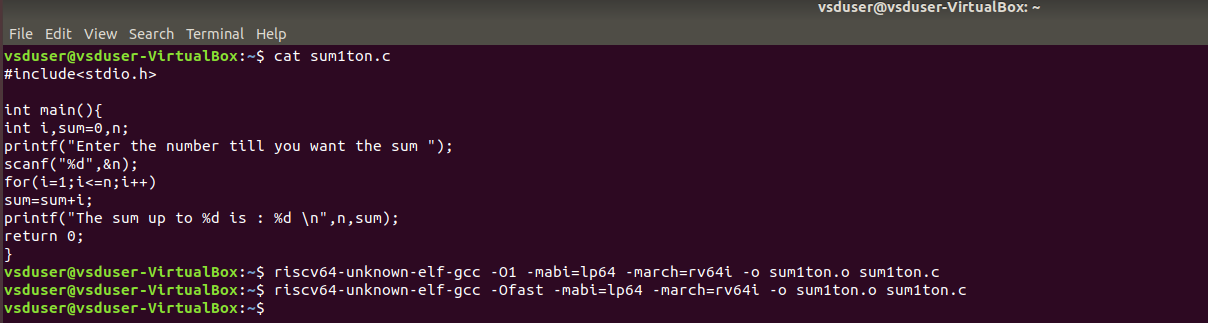 vsduser@vsduser-VirtualBox: ~
File Edit View Search Terminal Help
vsduser@vsduser-VirtualBox:~$ cat sum1ton.c
#include<stdio.h>

int main(){
int i,sum=0,n;
printf("Enter the number till you want the sum ");
scanf("%d",&n);
for(i=1;i<=n;i++)
sum=sum+i;
printf("The sum up to %d is : %d \n",n,sum);
return 0;
}
vsduser@vsduser-VirtualBox:~$ riscv64-unknown-elf-gcc -O1 -mabi=lp64 -march=rv64i -o sum1ton.o sum1ton.c
vsduser@vsduser-VirtualBox:~$ riscv64-unknown-elf-gcc -Ofast -mabi=lp64 -march=rv64i -o sum1ton.o sum1ton.c
vsduser@vsduser-VirtualBox:~$